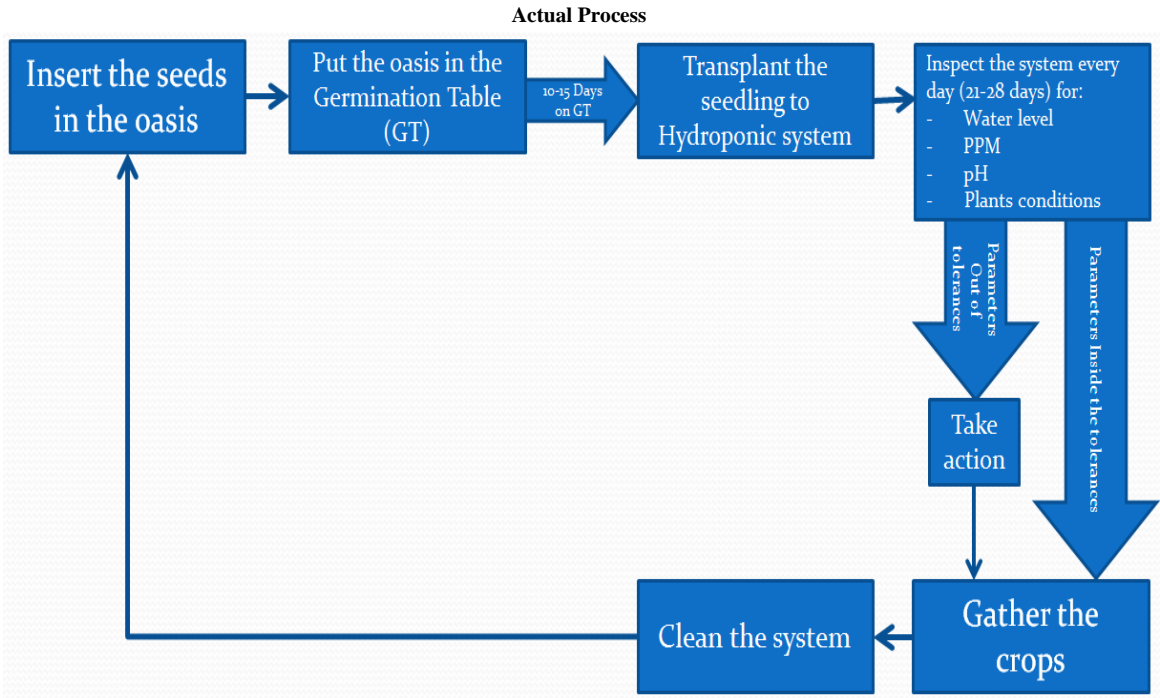 Actual Process
Insert the seeds
in the oasis
Put the oasis in the
Germination Table
(GT)
10-15 Days
on GT
Transplant the
seedling to
Hydroponic system
Inspect the system every
day (21-28 days) for:
- Water level
- PPM
- pH
- Plants conditions
Parameters
Out of
tolerances
Parameters Inside the tolerances
Take
action
Gather the
crops
Clean the system